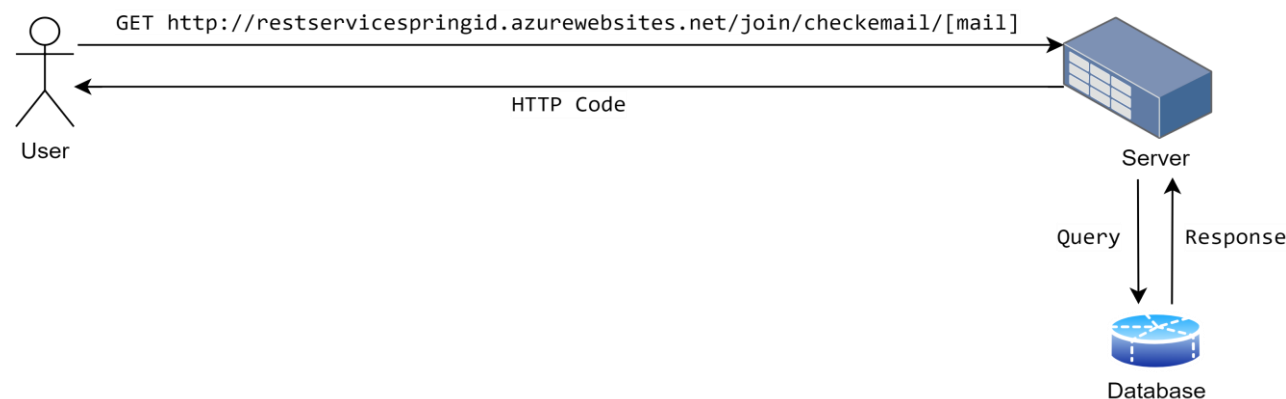 GET http://restservicespringid.azurewebsites.net/join/checkemail/[mail]
HTTP Code
User
Server
Query
Response
Database